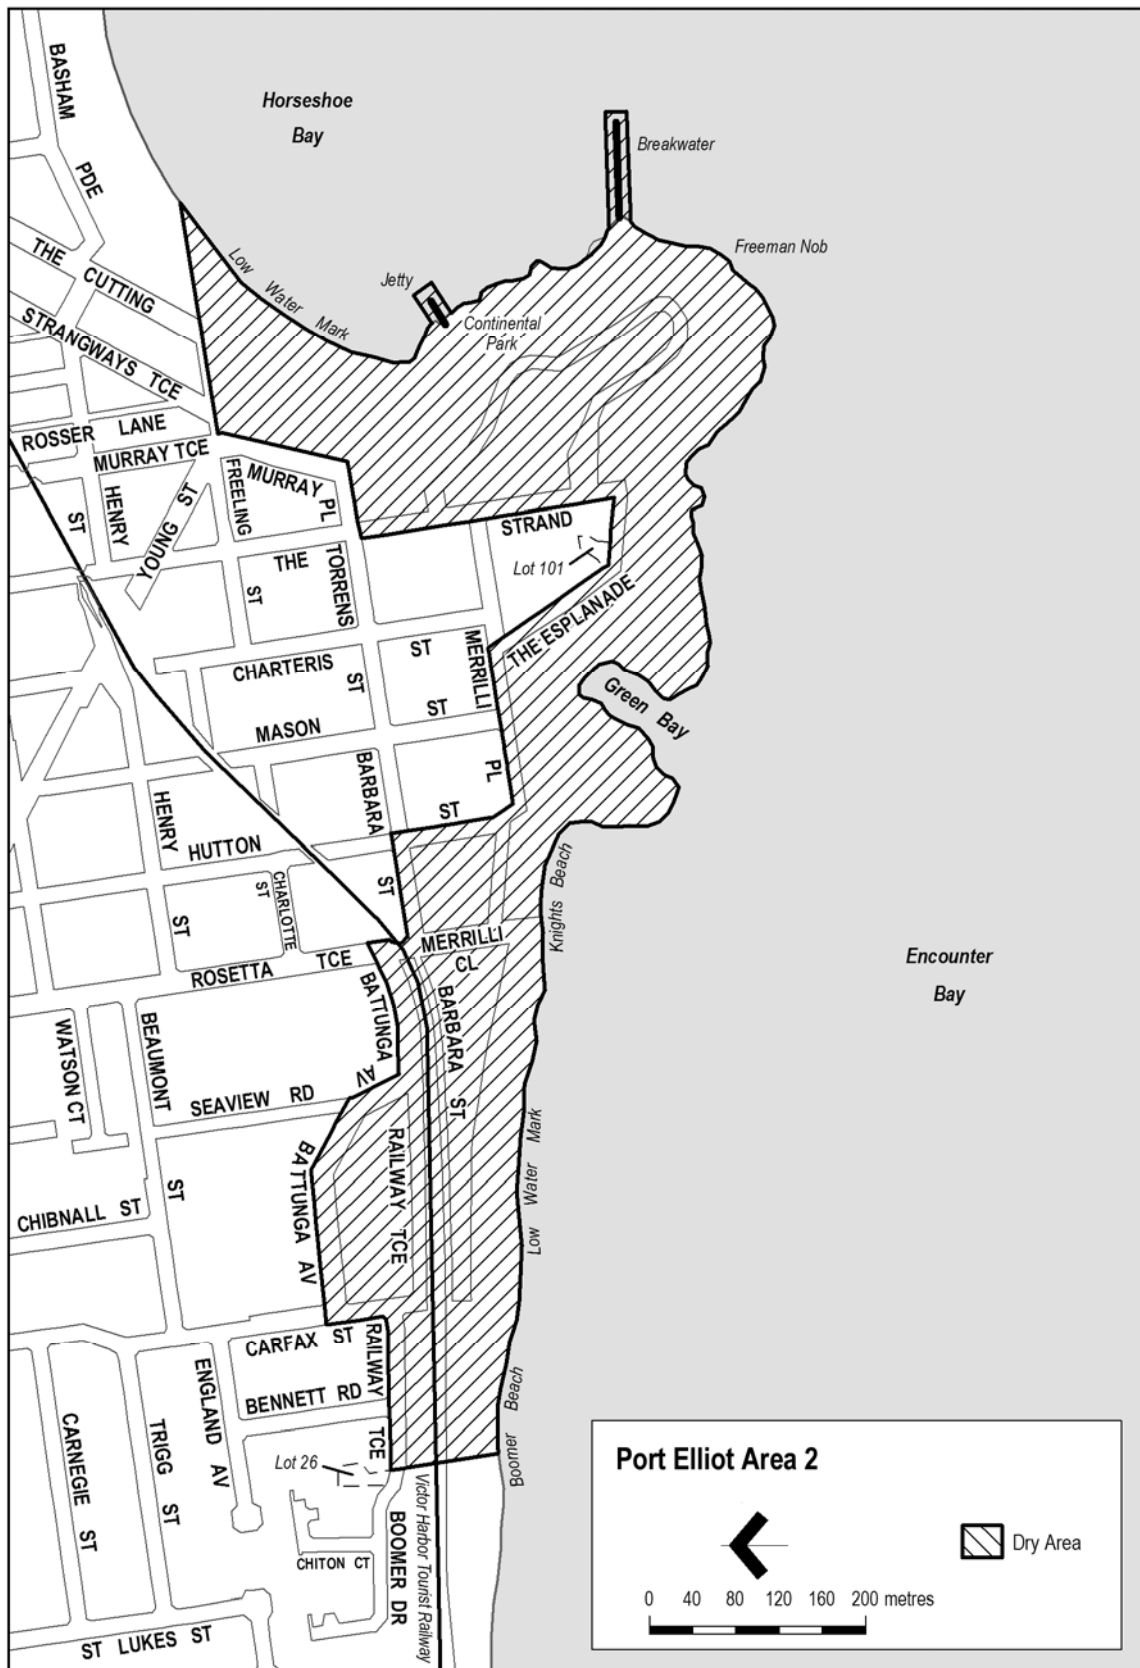 BASHAM
PDE
Horseshoe
Bay
Breakwater
Freeman Nob
THE CUTTING
Low Water Mark
Jetty
Continental
Park
STRANGWAYS TCE
ROSSER LANE
MURRAY TCE
MURRAY
PL
FREELING
ST
HENRY
ST
YOUNG ST
STRAND
THE
TORRENS
ST
Lot 101
THE ESPLANADE
CHARTERIS
ST
MERRILLI
PL
Green Bay
MASON
ST
BARBARA
ST
HENRY
ST
HUTTON
ST
CHARLOTTE
ST
Knights Beach
MERRILLI
CL
ROSETTA TCE
BATTUNGA
AV
BARBARA
ST
Encounter
Bay
WATSON CT
BEAUMONT
ST
SEAVIEW RD
BATTUNGA AV
RAILWAY TCE
Low Water Mark
CHIBNALL ST
CARFAX ST
RAILWAY
TCE
BENNETT RD
ENGLAND AV
Boomer Beach
CARNEGIE ST
TRIGG ST
Lot 26
Victor Harbor Tourist Railway
BOOMER DR
CHITON CT
ST LUKES ST
Port Elliot Area 2
Dry Area
0 40 80 120 160 200 metres